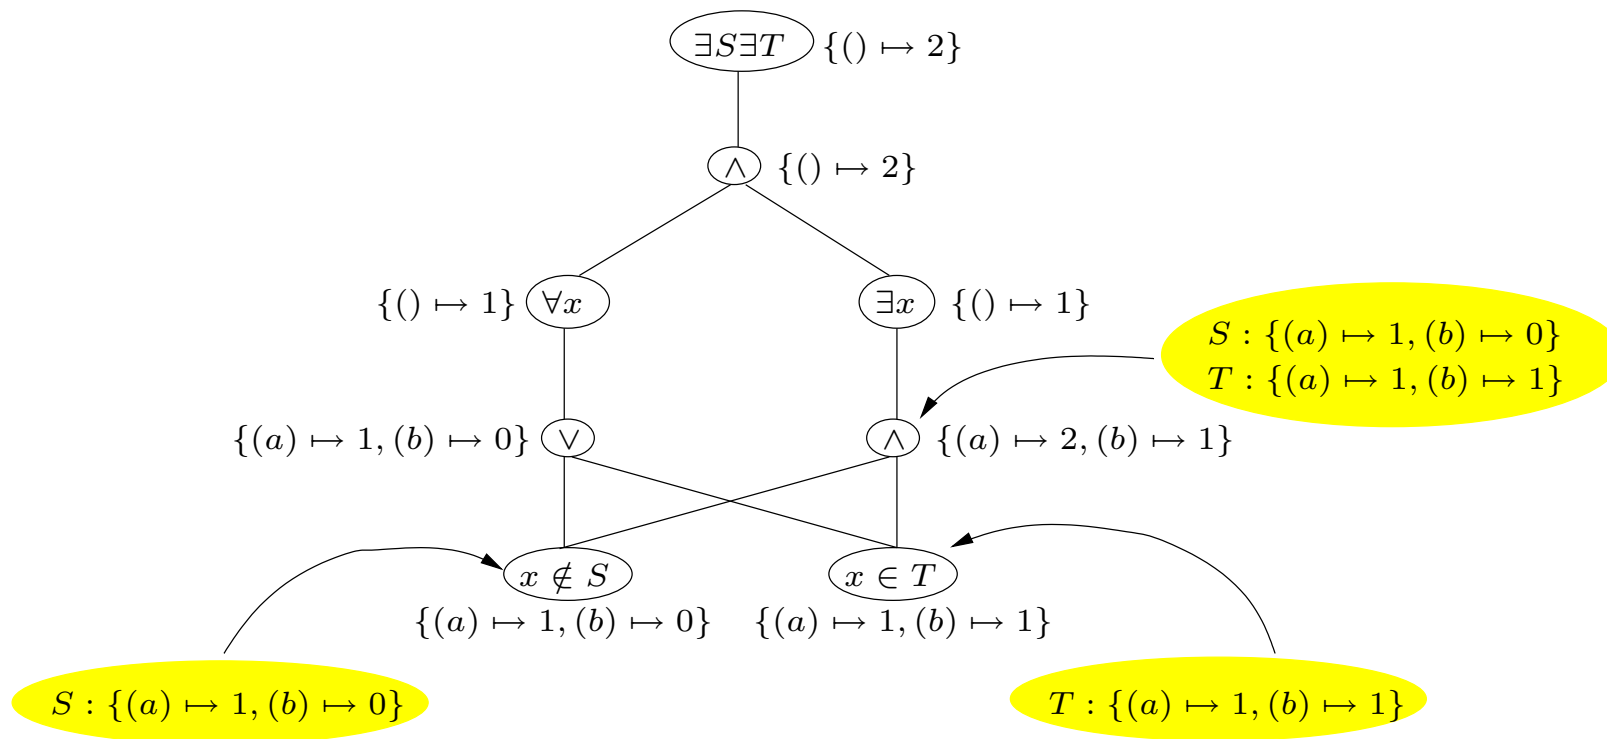 ∃S∃T {() ↦ 2}
∧ {() ↦ 2}
{() ↦ 1} ∀x ∃x {() ↦ 1}
S : {(a) ↦ 1, (b) ↦ 0}
T : {(a) ↦ 1, (b) ↦ 1}
{(a) ↦ 1, (b) ↦ 0} ∨ ∧ {(a) ↦ 2, (b) ↦ 1}
x ∉ S x ∈ T
{(a) ↦ 1, (b) ↦ 0} {(a) ↦ 1, (b) ↦ 1}
S : {(a) ↦ 1, (b) ↦ 0} T : {(a) ↦ 1, (b) ↦ 1}